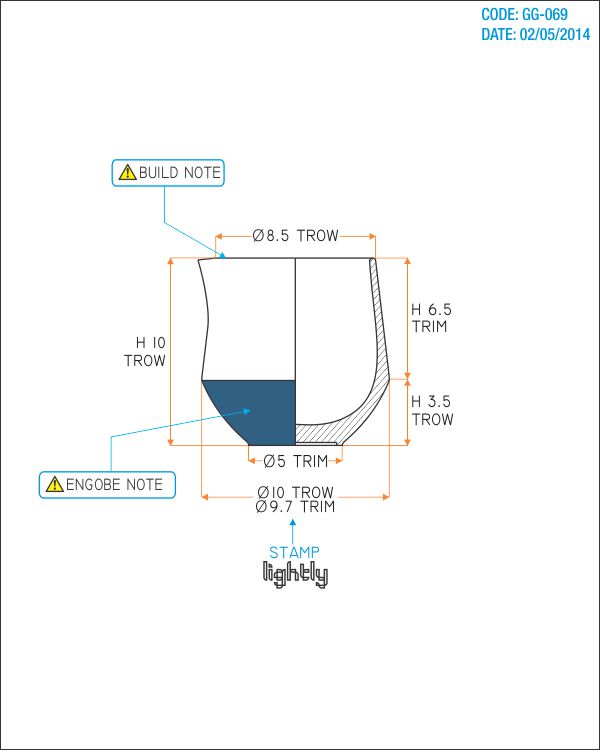 CODE: GG-069
DATE: 02/05/2014
BUILD NOTE
Ø8.5 TROW
H 10
TROW
H 6.5
TRIM
H 3.5
TROW
Ø5 TRIM
ENGOBE NOTE
Ø10 TROW
Ø9.7 TRIM
STAMP
lightly